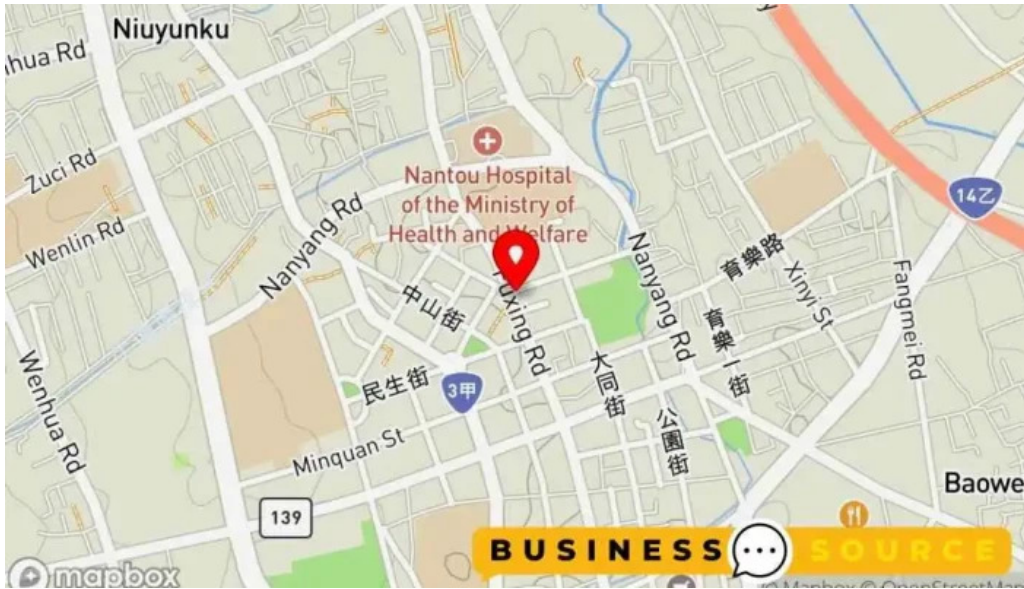 Niuyunku
hua Rd
Zuci Rd
Wenlin Rd
Nantou Hospital
of the Ministry of
Health and Welfare
Nanyang Rd
中山街
Fuxing Rd
Nanyang Rd
育樂路
Xinyi St
14乙
Fangmei Rd
育樂一街
大同街
公園街
民生街
3甲
Minquan St
Wenhua Rd
139
Baowe
BUSINESS SOURCE
mapbox
© Mapbox © OpenStreetMap